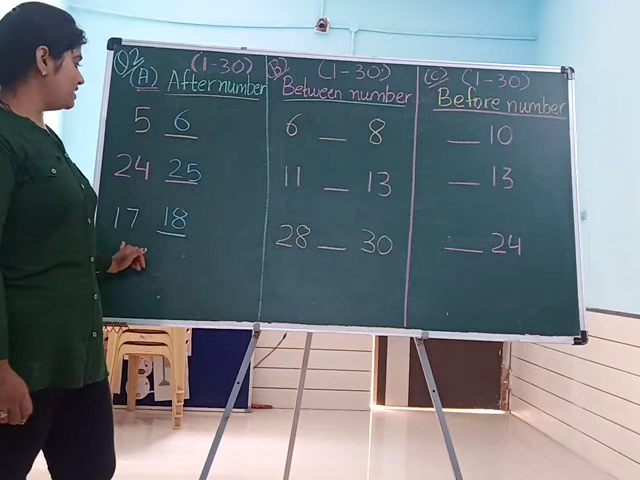 Q2
(A) (1-30)
After number
5 6
24 25
17 18
(B) (1-30)
Between number
6 _ 8
11 _ 13
28 _ 30
(C) (1-30)
Before number
_ 10
_ 13
_ 24